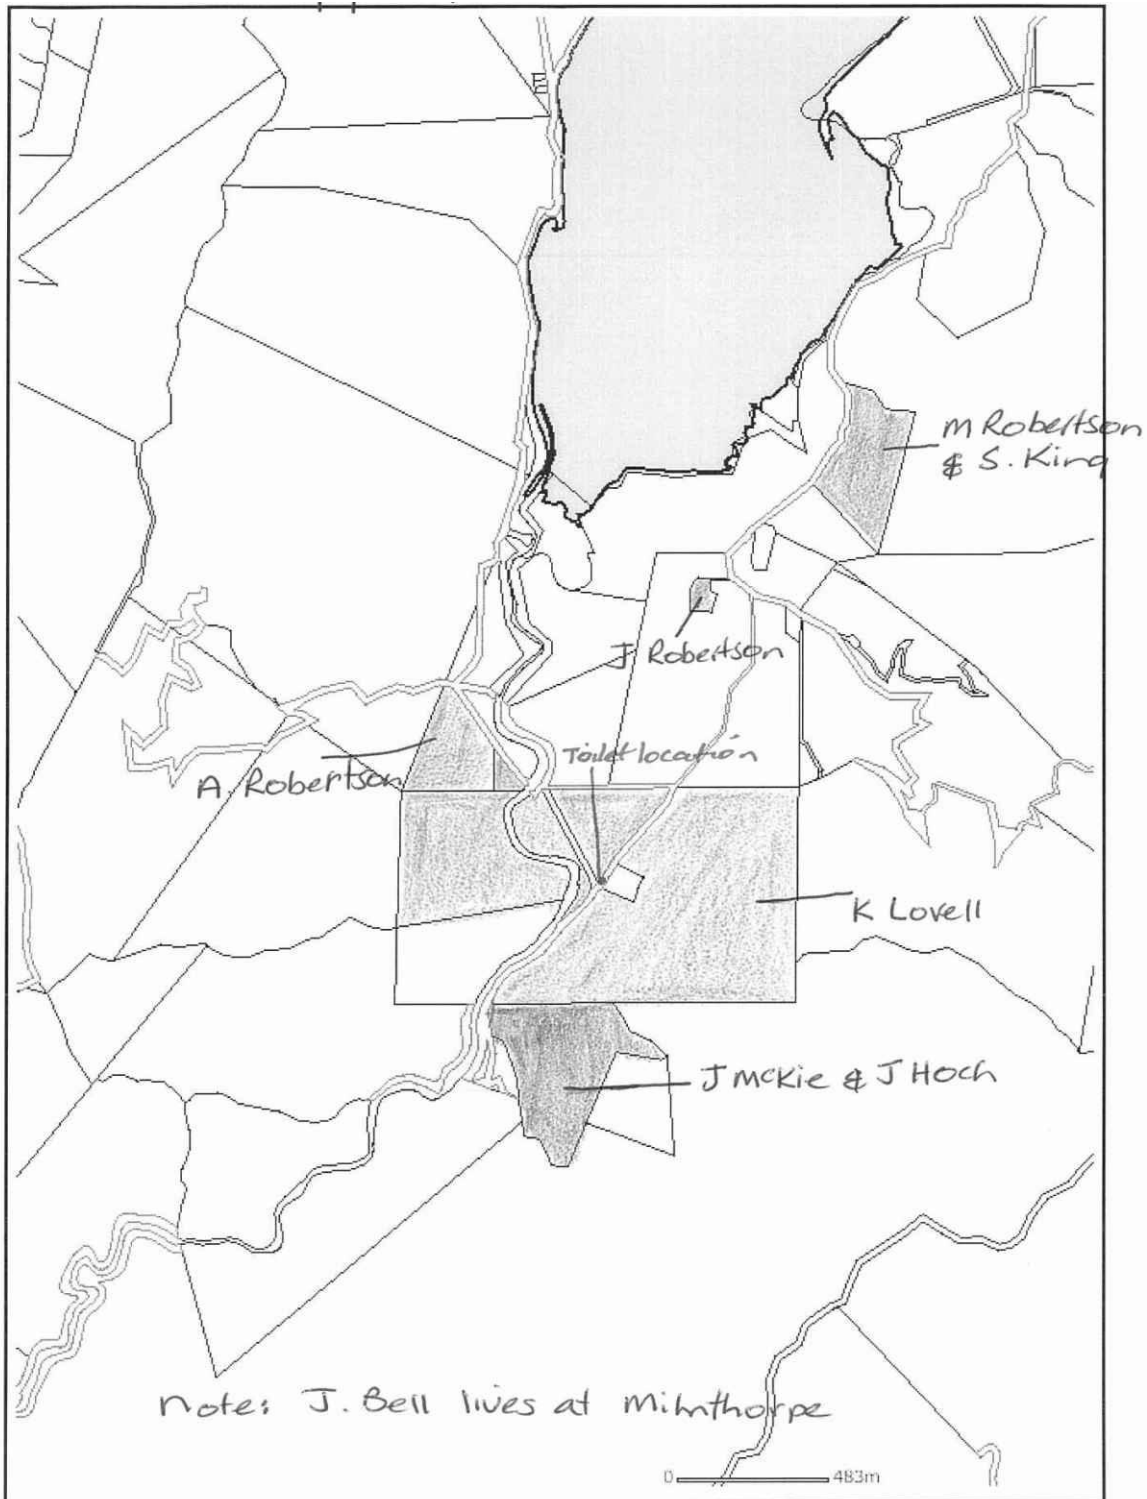 M Robertson
& S. King
J Robertson
Toilet location
A. Robertson
K Lovell
J McKie & J Hoch
note: J. Bell lives at Milnthorpe
0 483m